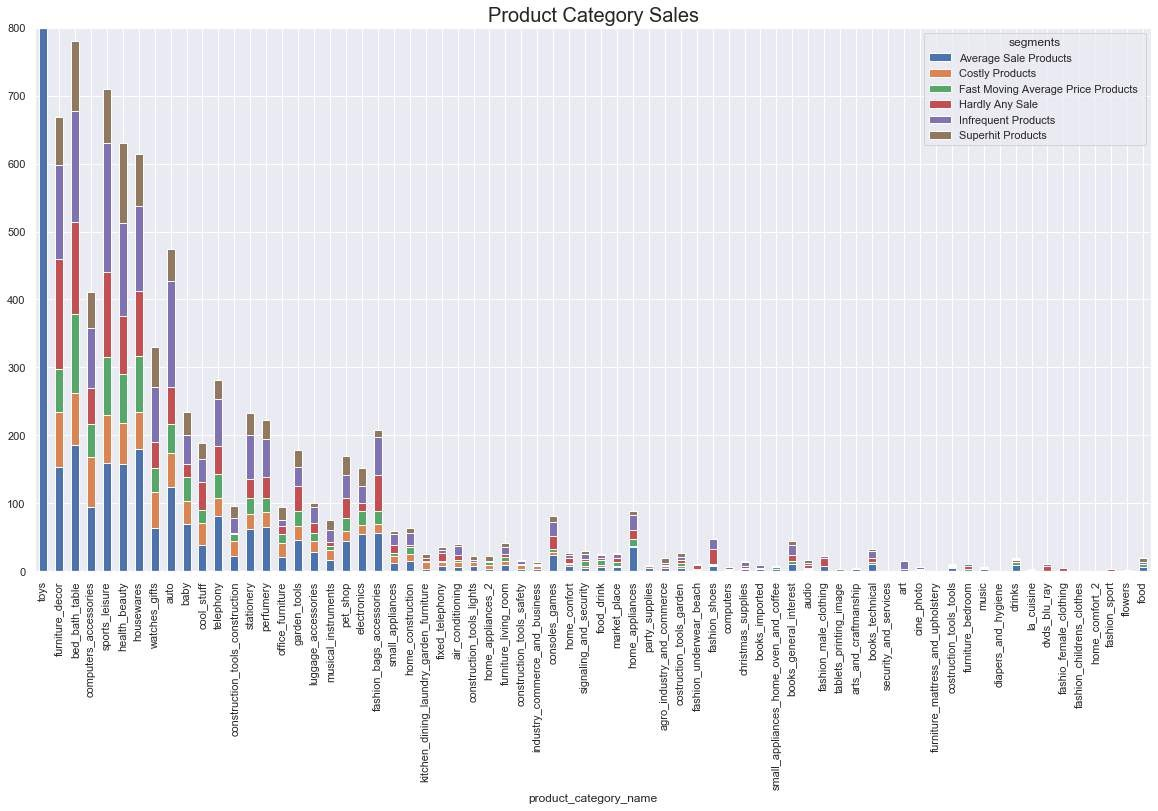 Product Category Sales
800
700
600
500
400
300
200
100
0
segments
Average Sale Products
Costly Products
Fast Moving Average Price Products
Hardly Any Sale
Infrequent Products
Superhit Products
toys
furniture_decor
bed_bath_table
computers_accessories
sports_leisure
health_beauty
housewares
watches_gifts
auto
baby
cool_stuff
telephony
construction_tools_construction
stationery
perfumery
office_furniture
garden_tools
luggage_accessories
musical_instruments
pet_shop
electronics
fashion_bags_accessories
small_appliances
home_construction
kitchen_dining_laundry_garden_furniture
fixed_telephony
air_conditioning
construction_tools_lights
home_appliances_2
furniture_living_room
construction_tools_safety
industry_commerce_and_business
consoles_games
home_confort
signaling_and_security
food_drink
market_place
home_appliances
party_supplies
agro_industry_and_commerce
costruction_tools_garden
fashion_underwear_beach
fashion_shoes
computers
christmas_supplies
books_imported
small_appliances_home_oven_and_coffee
books_general_interest
audio
fashion_male_clothing
tablets_printing_image
arts_and_craftmanship
books_technical
security_and_services
art
cine_photo
furniture_mattress_and_upholstery
costruction_tools_tools
furniture_bedroom
music
diapers_and_hygiene
drinks
la_cuisine
dvds_blu_ray
fashio_female_clothing
fashion_childrens_clothes
home_comfort_2
fashion_sport
flowers
food
product_category_name